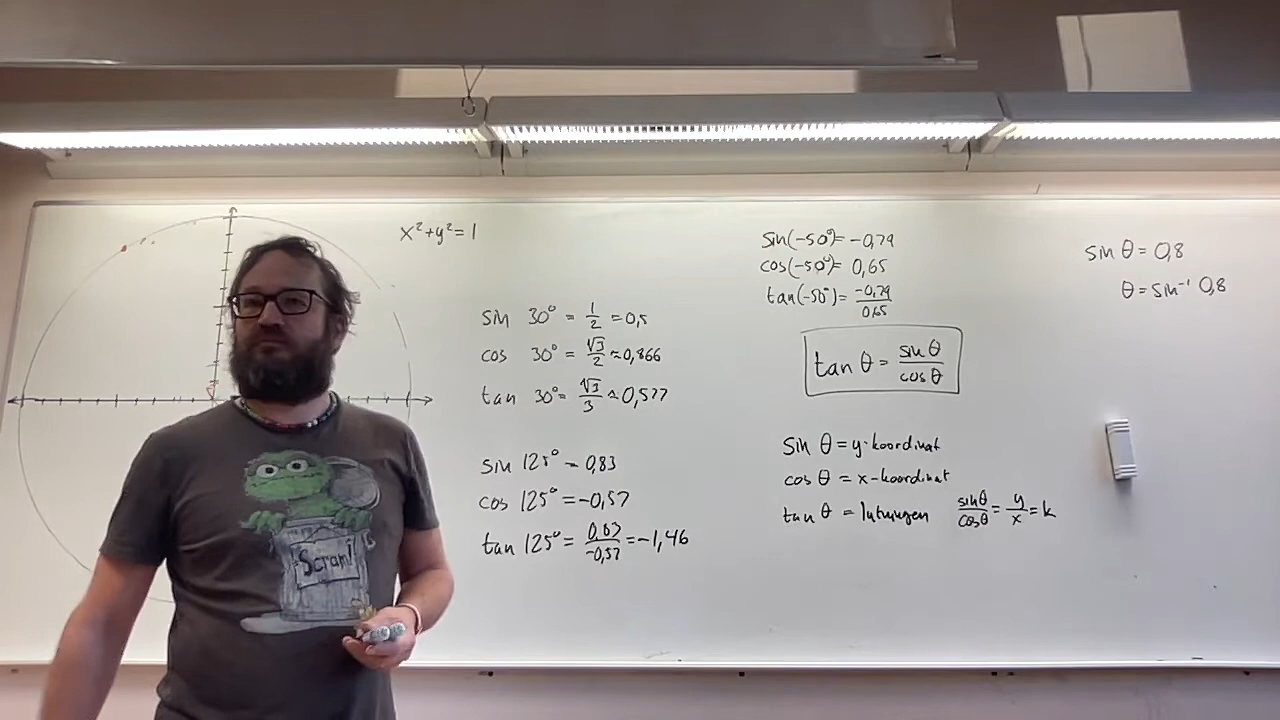 x²+y²=1
sin 30° = 1/2 = 0,5
cos 30° = √3/2 ≈ 0,866
tan 30° = √3/3 ≈ 0,577
sin 125° = 0,83
cos 125° = -0,57
tan 125° = 0,83/-0,57 = -1,46
sin(-50°) = -0,79
cos(-50°) = 0,65
tan(-50°) = -0,79/0,65
tan θ = sin θ/cos θ
sin θ = y-koordinat
cos θ = x-koordinat
tan θ = lutningen sinθ/cosθ = y/x = k
sin θ = 0,8
θ = sin⁻¹ 0,8
Scram!